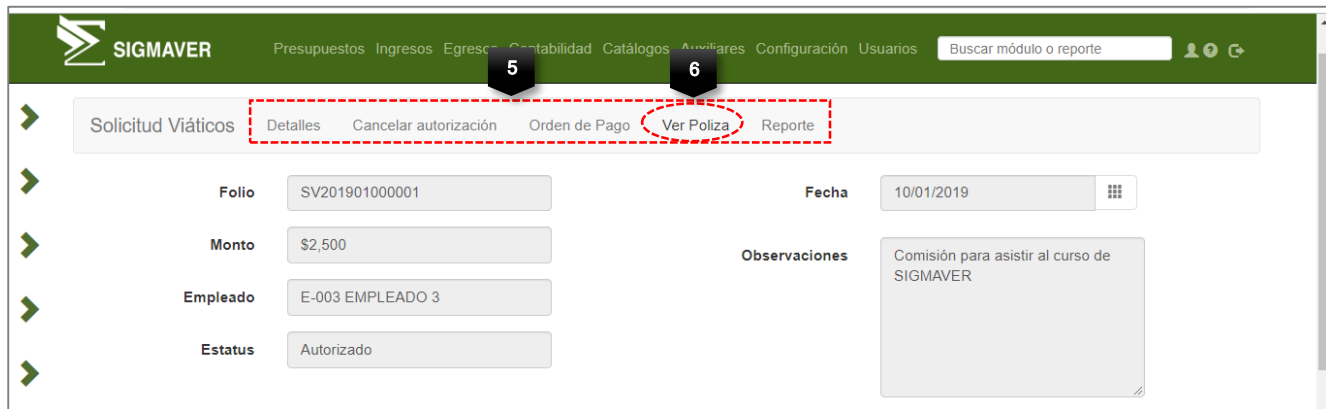 SIGMAVER
Presupuestos Ingresos Egresos Contabilidad Catálogos Auxiliares Configuración Usuarios Buscar módulo o reporte
5 6
Solicitud Viáticos Detalles Cancelar autorización Orden de Pago Ver Poliza Reporte
Folio SV201901000001 Fecha 10/01/2019
Monto $2,500 Observaciones Comisión para asistir al curso de
SIGMAVER
Empleado E-003 EMPLEADO 3
Estatus Autorizado